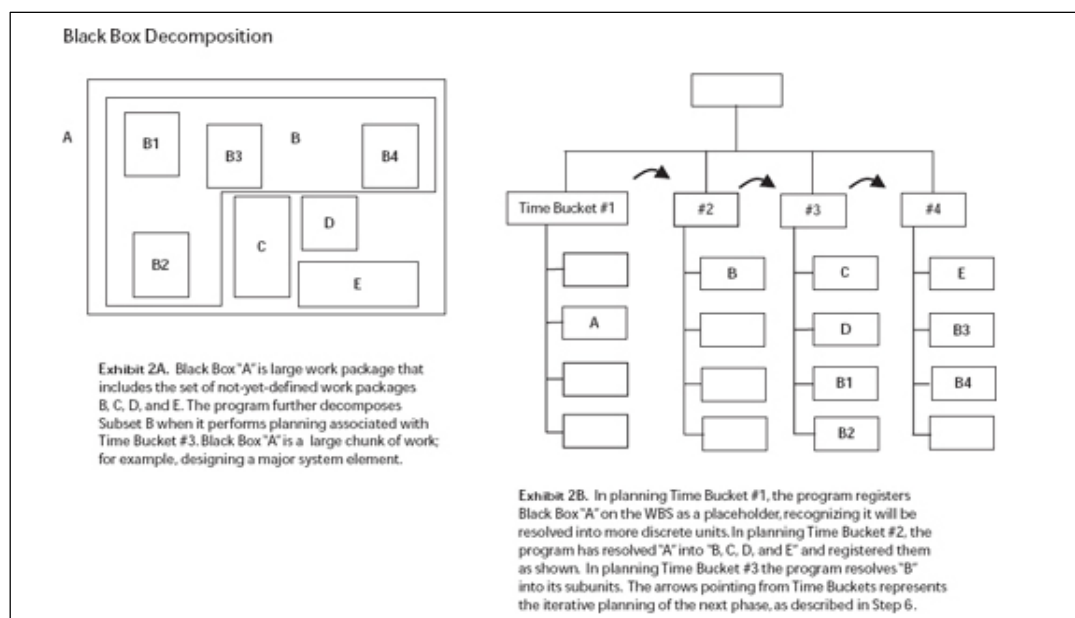 Black Box Decomposition
A
B1
B3
B
B4
B2
C
D
E
Exhibit 2A. Black Box "A" is large work package that
includes the set of not-yet-defined work packages
B, C, D, and E. The program further decomposes
Subset B when it performs planning associated with
Time Bucket #3. Black Box "A" is a large chunk of work;
for example, designing a major system element.
Time Bucket #1
#2
#3
#4
A
B
C
D
B1
B2
E
B3
B4
Exhibit 2B. In planning Time Bucket #1, the program registers
Black Box "A" on the WBS as a placeholder, recognizing it will be
resolved into more discrete units. In planning Time Bucket #2, the
program has resolved "A" into "B, C, D, and E" and registered them
as shown. In planning Time Bucket #3 the program resolves "B"
into its subunits. The arrows pointing from Time Buckets represents
the iterative planning of the next phase, as described in Step 6.